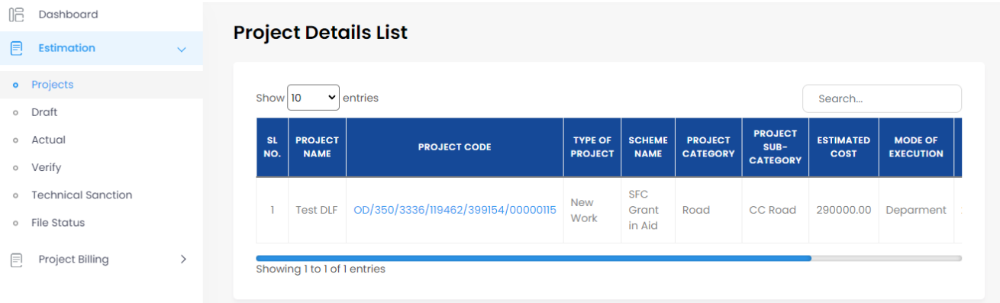 Dashboard
Estimation
Projects
Draft
Actual
Verify
Technical Sanction
File Status
Project Billing
Project Details List
Show 10 entries
Search...
SL NO.
PROJECT NAME
PROJECT CODE
TYPE OF PROJECT
SCHEME NAME
PROJECT CATEGORY
PROJECT SUB-CATEGORY
ESTIMATED COST
MODE OF EXECUTION
1
Test DLF
OD/350/3336/119462/399154/00000115
New Work
SFC Grant in Aid
Road
CC Road
290000.00
Deparment
Showing 1 to 1 of 1 entries